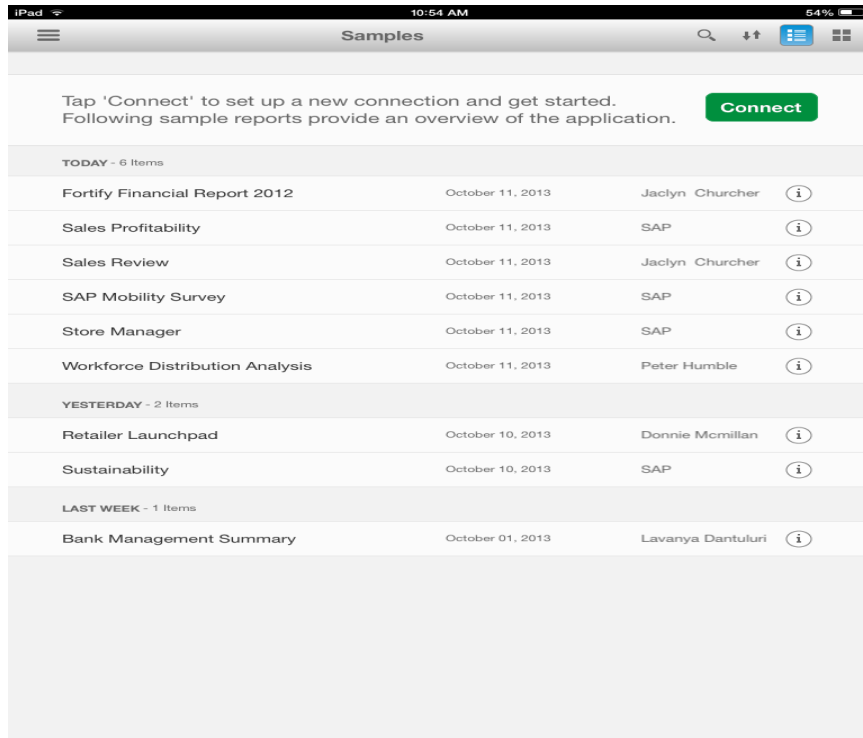 iPad 10:54 AM 54%
Samples
Tap 'Connect' to set up a new connection and get started.
Following sample reports provide an overview of the application.
Connect
TODAY - 6 Items
Fortify Financial Report 2012 October 11, 2013 Jaclyn Churcher i
Sales Profitability October 11, 2013 SAP i
Sales Review October 11, 2013 Jaclyn Churcher i
SAP Mobility Survey October 11, 2013 SAP i
Store Manager October 11, 2013 SAP i
Workforce Distribution Analysis October 11, 2013 Peter Humble i
YESTERDAY - 2 Items
Retailer Launchpad October 10, 2013 Donnie Mcmillan i
Sustainability October 10, 2013 SAP i
LAST WEEK - 1 Items
Bank Management Summary October 01, 2013 Lavanya Dantuluri i